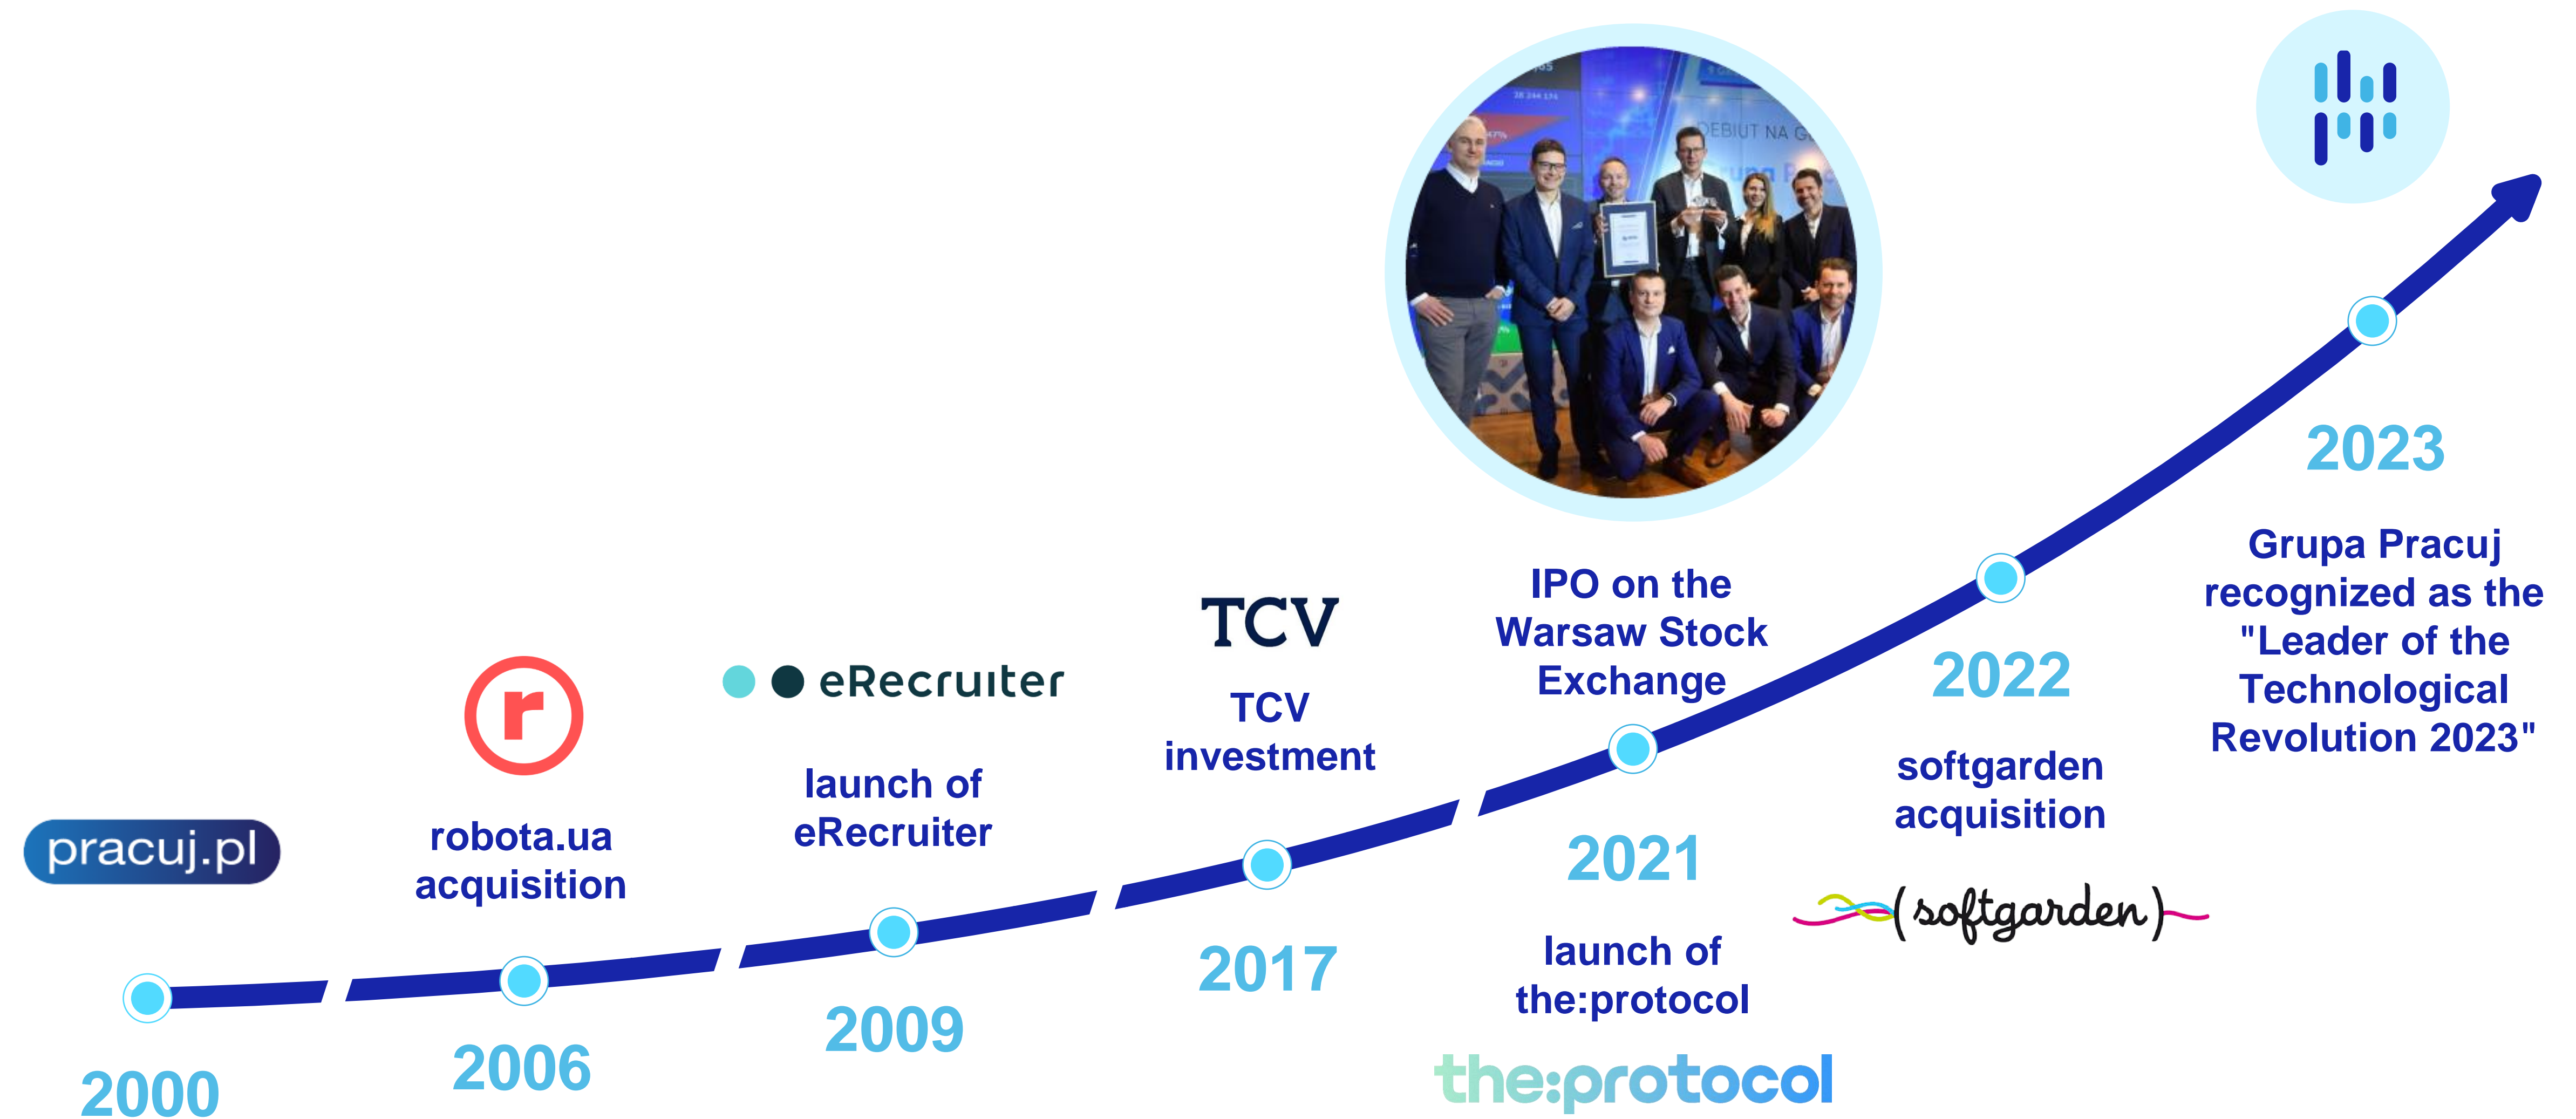 pracuj.pl
2000
r
robota.ua
acquisition
2006
eRecruiter
launch of
eRecruiter
2009
TCV
TCV
investment
2017
DEBIUT NA G
IPO on the
Warsaw Stock
Exchange
2021
launch of
the:protocol
the:protocol
2022
softgarden
acquisition
(softgarden)
2023
Grupa Pracuj
recognized as the
"Leader of the
Technological
Revolution 2023"